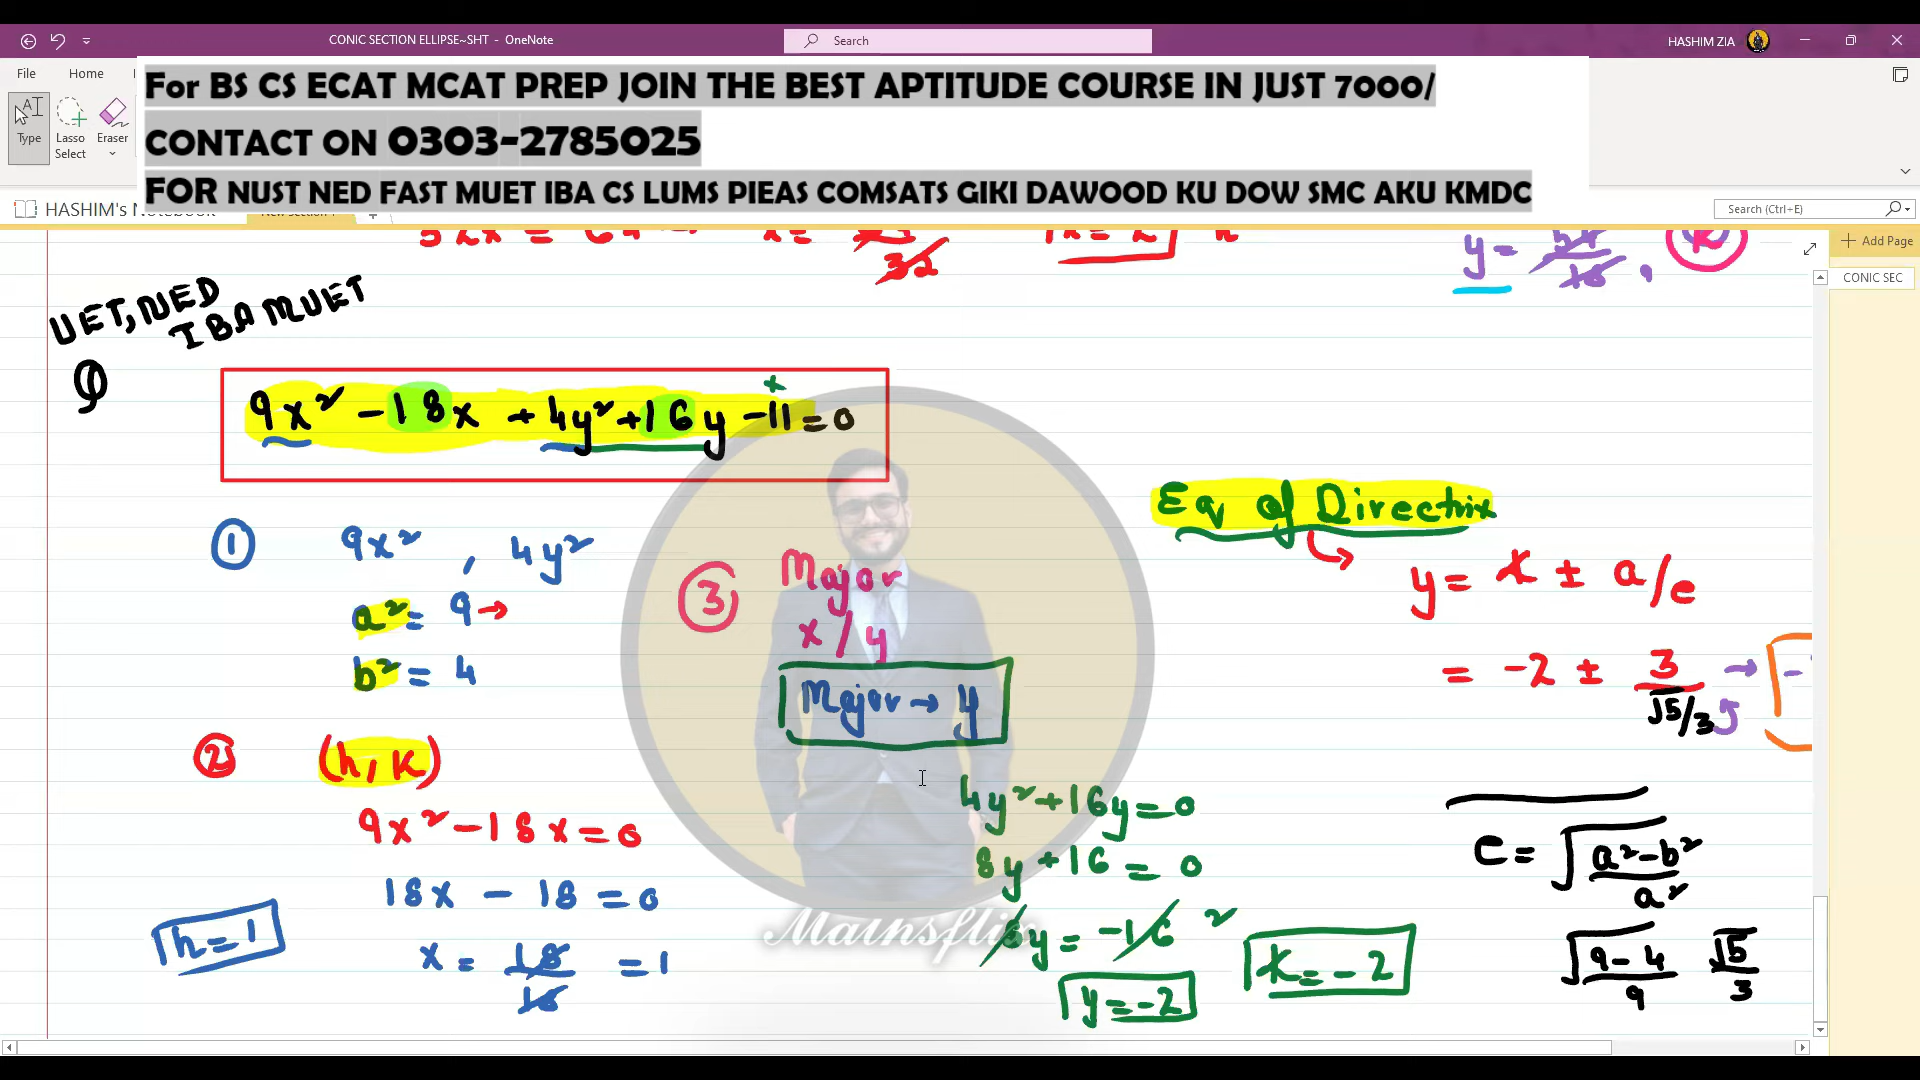 CONIC SECTION ELLIPSE~SHT - OneNote
Search
HASHIM ZIA
File Home
For BS CS ECAT MCAT PREP JOIN THE BEST APTITUDE COURSE IN JUST 7000/
CONTACT ON 0303-2785025
FOR NUST NED FAST MUET IBA CS LUMS PIEAS COMSATS GIKI DAWOOD KU DOW SMC AKU KMDC
Type
Lasso Select
Eraser
HASHIM's Notebook
Search (Ctrl+E)
Add Page
CONIC SEC
y =
UET, NED
IBA MUET
Q
9x² - 18x + 4y² + 16y - 11 = 0
① 9x² , 4y²
a² = 9 →
b² = 4
② (h, k)
9x² - 18x = 0
18x - 18 = 0
x = 18/18 = 1
h = 1
③ Major
x / y
Major → y
4y² + 16y = 0
8y + 16 = 0
8y = -16 2
y = -2
k = -2
Eq of Directrix
y = k ± a/e
= -2 ± 3/√5/3 →
e = √a²-b²/a²
√9-4/9 √5/3
Mainsflix